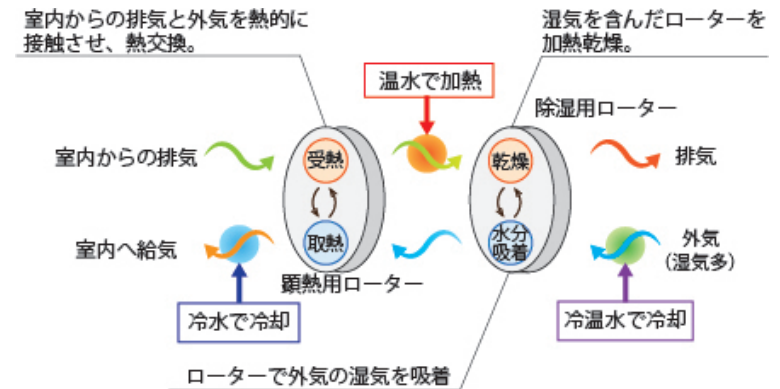 室内からの排気と外気を熱的に
接触させ、熱交換。
湿気を含んだローターを
加熱乾燥。
温水で加熱
除湿用ローター
室内からの排気
受熱
乾燥
排気
室内へ給気
取熱
水分
吸着
外気
（湿気多）
顕熱用ローター
冷水で冷却
冷温水で冷却
ローターで外気の湿気を吸着